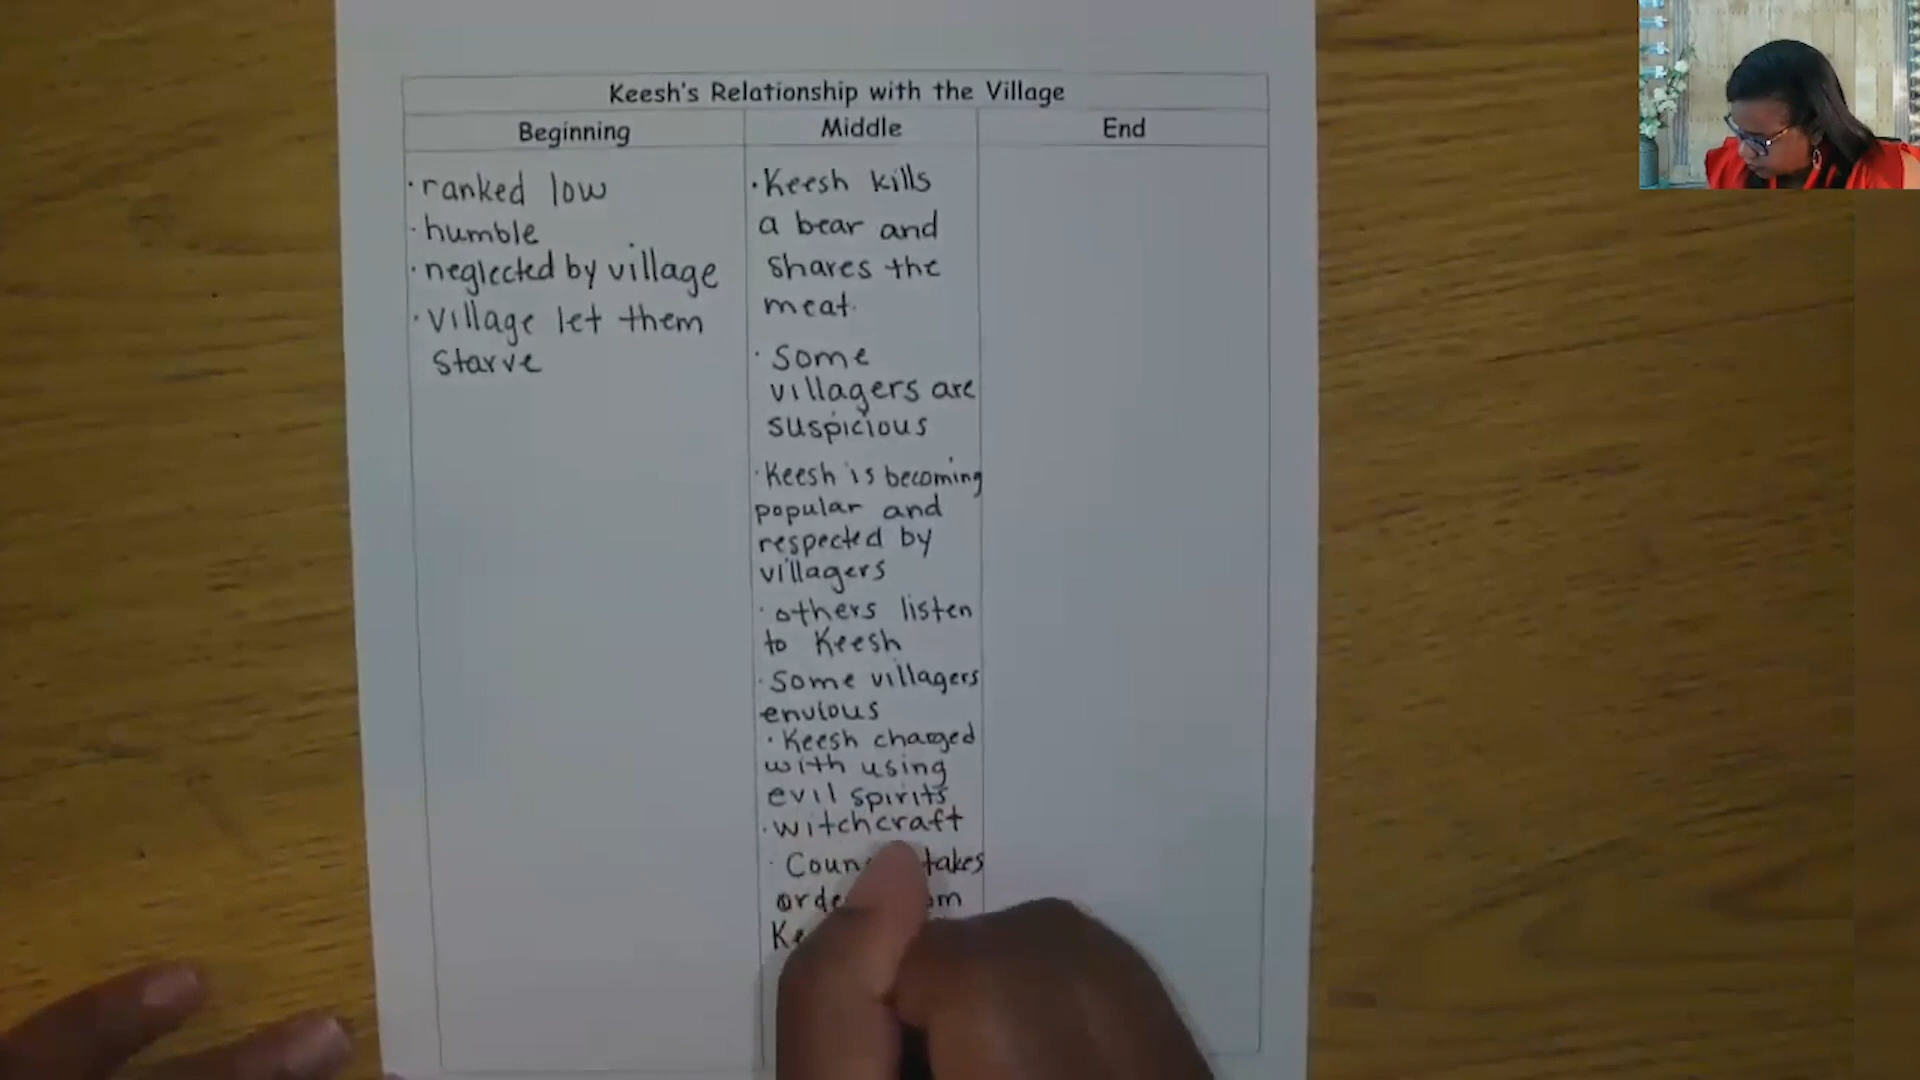 Keesh's Relationship with the Village
Beginning
Middle
End
·ranked low
·humble
·neglected by village
·village let them
starve
·Keesh kills
a bear and
shares the
meat.
·Some
villagers are
suspicious
·Keesh is becoming
popular and
respected by
villagers
·others listen
to Keesh
·Some villagers
envious
·Keesh charged
with using
evil spirits
·witchcraft
· takes